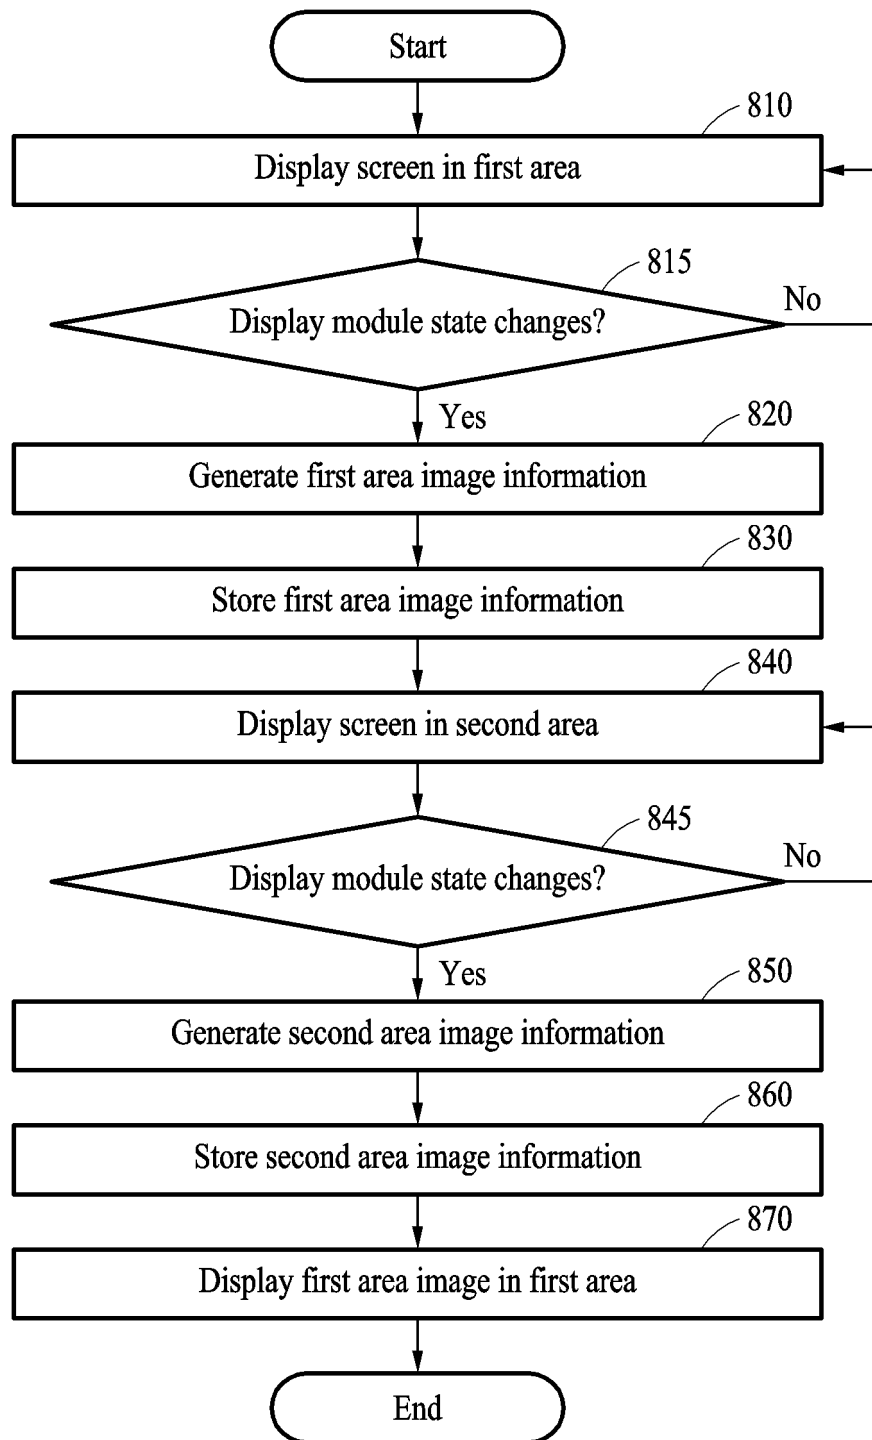 Start
810
Display screen in first area
815
Display module state changes?
No
Yes
820
Generate first area image information
830
Store first area image information
840
Display screen in second area
845
Display module state changes?
No
Yes
850
Generate second area image information
860
Store second area image information
870
Display first area image in first area
End